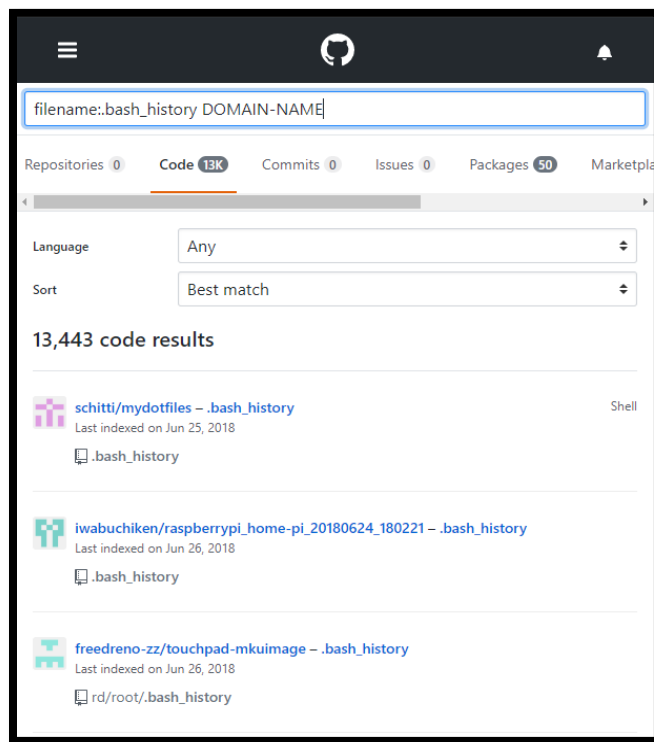 filename:.bash_history DOMAIN-NAME
Repositories 0 Code 13K Commits 0 Issues 0 Packages 50 Marketpla
Language Any
Sort Best match
13,443 code results
schitti/mydotfiles – .bash_history Shell
Last indexed on Jun 25, 2018
.bash_history
iwabuchiken/raspberrypi_home-pi_20180624_180221 – .bash_history
Last indexed on Jun 26, 2018
.bash_history
freedreno-zz/touchpad-mkuimage – .bash_history
Last indexed on Jun 26, 2018
rd/root/.bash_history